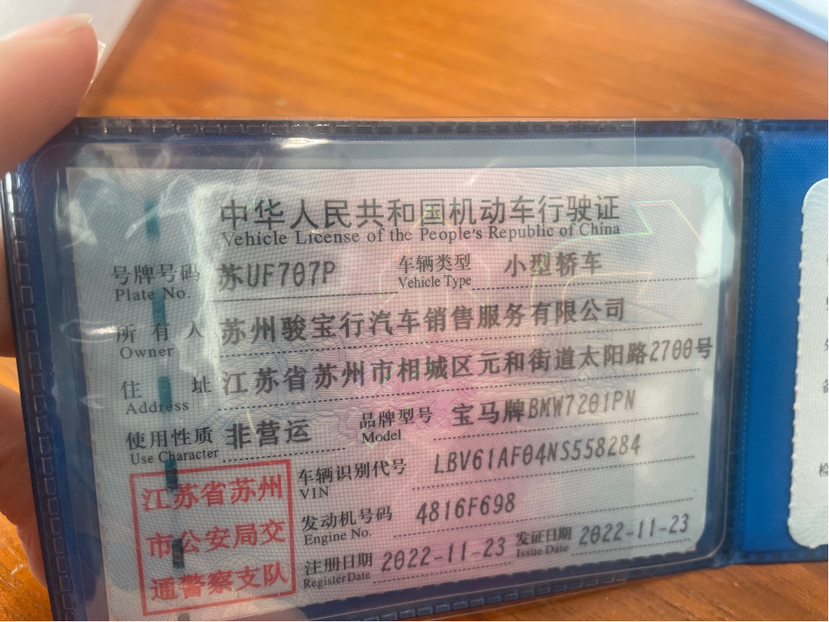 中华人民共和国机动车行驶证
Vehicle License of the People's Republic of China
号牌号码 苏UF707P 车辆类型 小型轿车
Plate No. Vehicle Type
所有人 苏州骏宝行汽车销售服务有限公司
Owner
住址 江苏省苏州市相城区元和街道太阳路2700号
Address
使用性质 非营运 品牌型号 宝马牌BMW7201PN
Use Character Model
江苏省苏州
市公安局交
通警察支队
车辆识别代号 LBV61AF04NS558284
VIN
发动机号码 4816F698
Engine No.
注册日期 2022-11-23 发证日期 2022-11-23
Register Date Issue Date